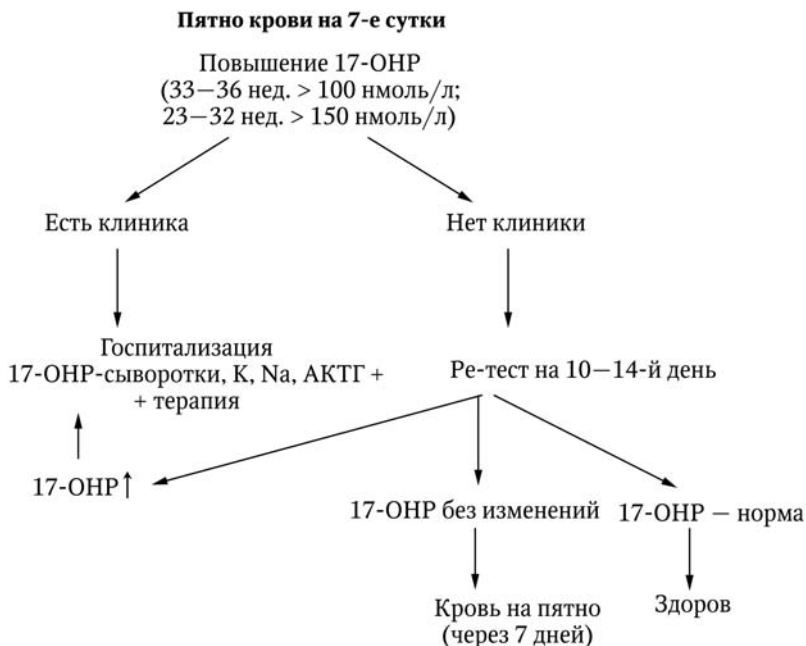 Пятно крови на 7-е сутки
Повышение 17-ОНР
(33—36 нед. > 100 нмоль/л;
23—32 нед. > 150 нмоль/л)
Есть клиника
Нет клиники
Госпитализация
17-ОНР-сыворотки, K, Na, АКТГ +
+ терапия
Ре-тест на 10—14-й день
17-ОНР↑
17-ОНР без изменений
17-ОНР — норма
Кровь на пятно
(через 7 дней)
Здоров